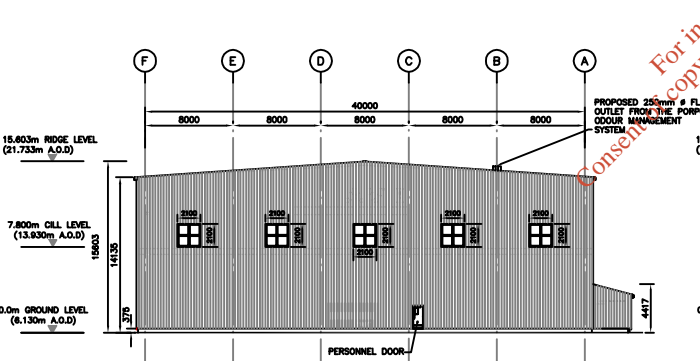 For in
Consent of copy
F E D C B A
40000
8000 8000 8000 8000 8000
PROPOSED 250mm ø FL
OUTLET FROM THE PORP
ODOUR MANAGEMENT
SYSTEM
15.603m RIDGE LEVEL
(21.733m A.O.D)
7.800m CILL LEVEL
(13.930m A.O.D)
15603
14135
2100 2100 2100 2100
2100 2100 2100 2100
2100
375
4417
0.0m GROUND LEVEL
(6.130m A.O.D)
PERSONNEL DOOR